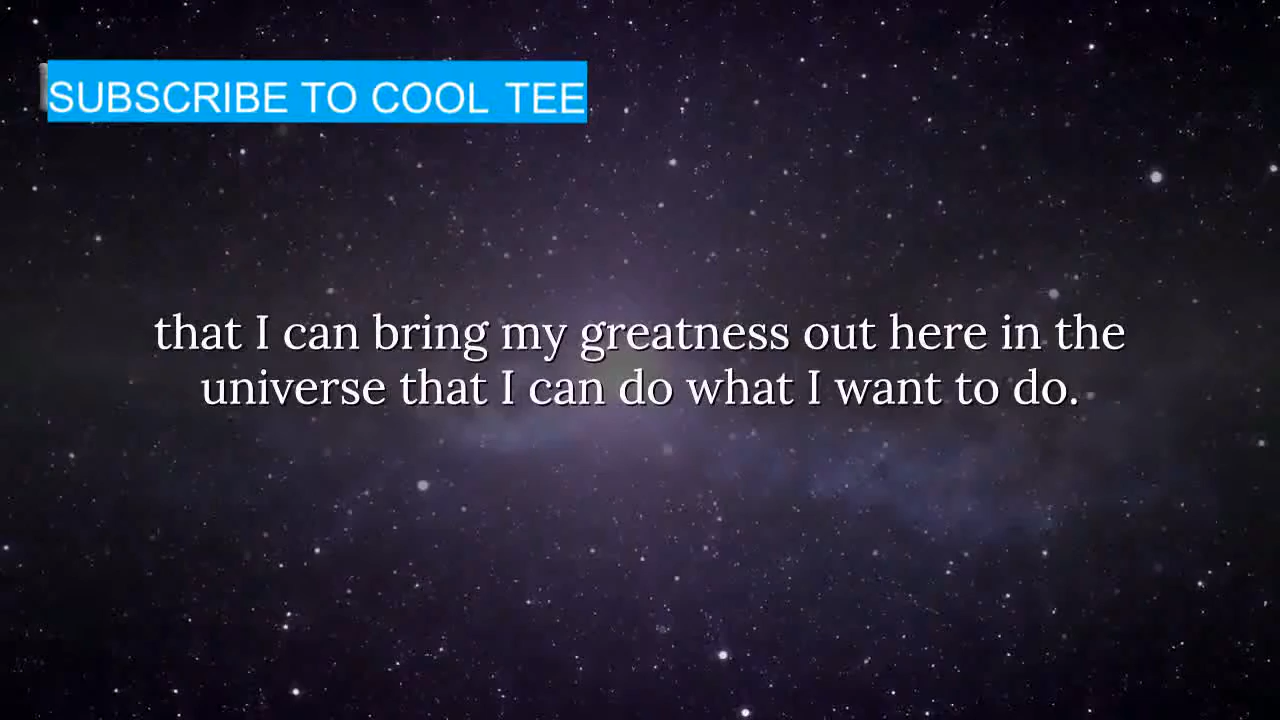 SUBSCRIBE TO COOL TEE
that I can bring my greatness out here in the
universe that I can do what I want to do.